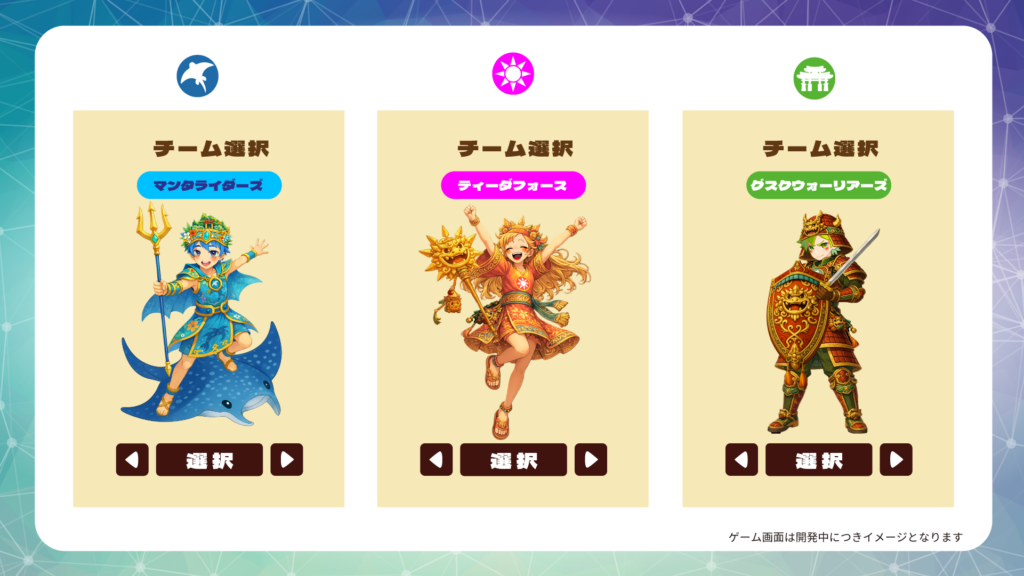 チーム選択
マンタライダーズ
選択
チーム選択
ティーダフォース
選択
チーム選択
グスクウォーリアーズ
選択
ゲーム画面は開発中につきイメージとなります